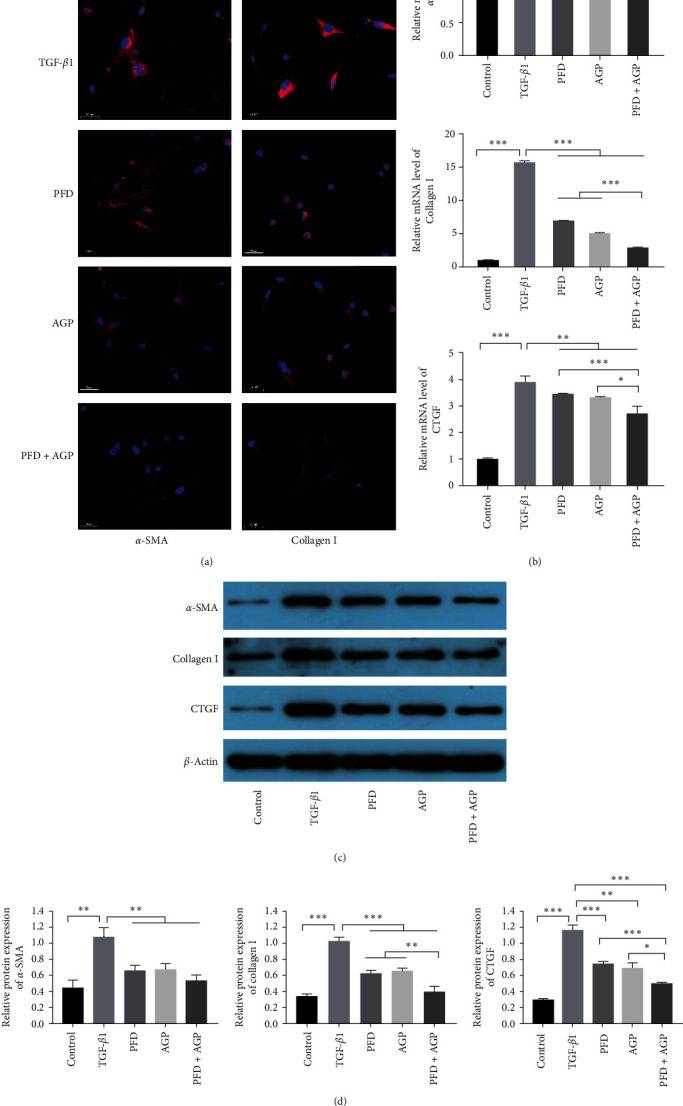 TGF-β1
PFD
AGP
PFD + AGP
α-SMA
Collagen I
(a)
0.5
0.0
Control
TGF-β1
PFD
AGP
PFD + AGP
20
15
10
5
0
Relative mRNA level of
Collagen I
***
***
***
Control
TGF-β1
PFD
AGP
PFD + AGP
5
4
3
2
1
0
Relative mRNA level of
CTGF
***
**
***
*
Control
TGF-β1
PFD
AGP
PFD + AGP
(b)
α-SMA
Collagen I
CTGF
β-Actin
Control
TGF-β1
PFD
AGP
PFD + AGP
(c)
Relative protein expression
of α-SMA
1.4
1.2
1.0
0.8
0.6
0.4
0.2
0.0
**
**
Control
TGF-β1
PFD
AGP
PFD + AGP
Relative protein expression
of collagen I
1.4
1.2
1.0
0.8
0.6
0.4
0.2
0.0
***
***
**
Control
TGF-β1
PFD
AGP
PFD + AGP
Relative protein expression
of CTGF
1.4
1.2
1.0
0.8
0.6
0.4
0.2
0.0
***
***
**
***
***
*
Control
TGF-β1
PFD
AGP
PFD + AGP
(d)